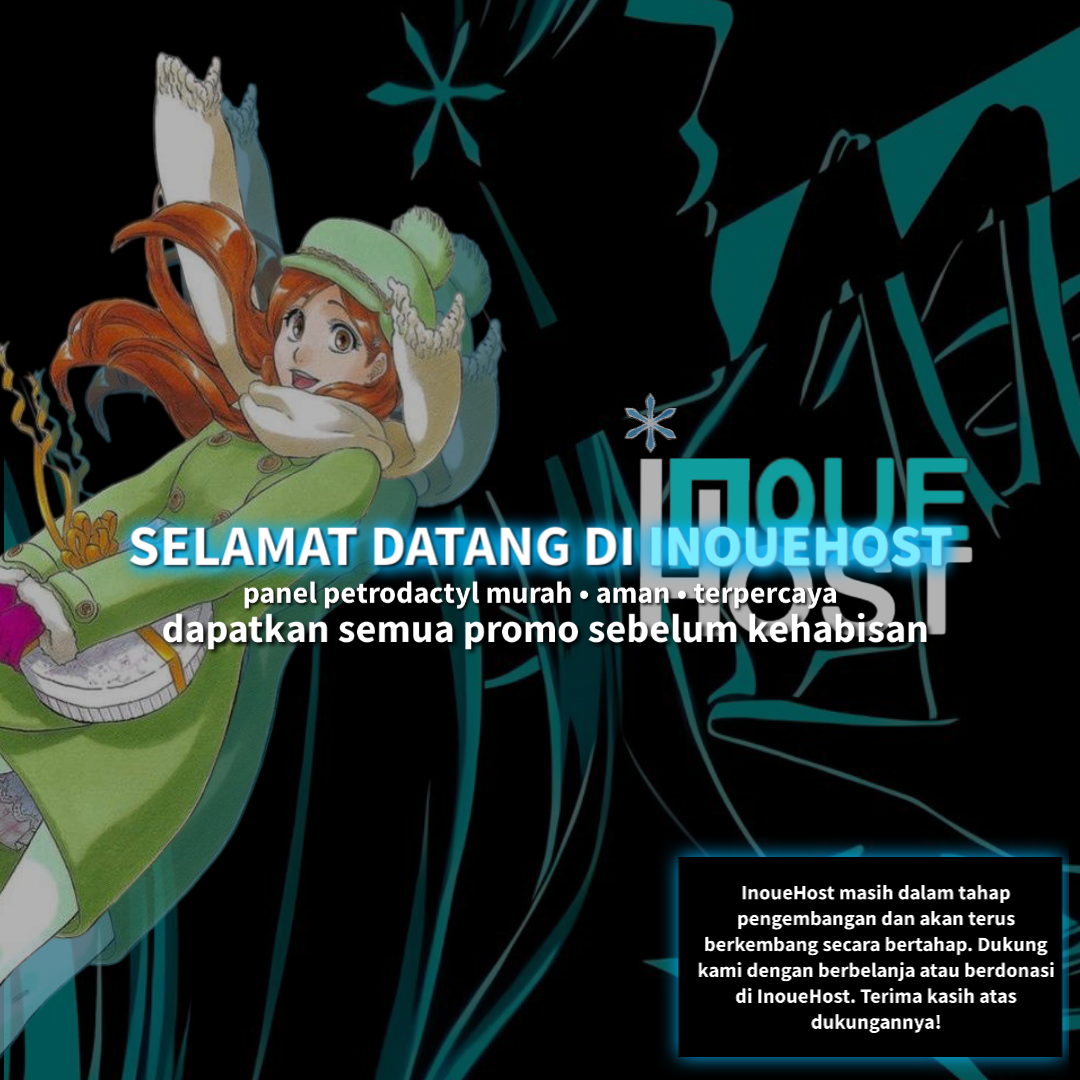 INOUE
HOST
SELAMAT DATANG DI INOUEHOST
panel petrodactyl murah • aman • terpercaya
dapatkan semua promo sebelum kehabisan
InoueHost masih dalam tahap
pengembangan dan akan terus
berkembang secara bertahap. Dukung
kami dengan berbelanja atau berdonasi
di InoueHost. Terima kasih atas
dukungannya!